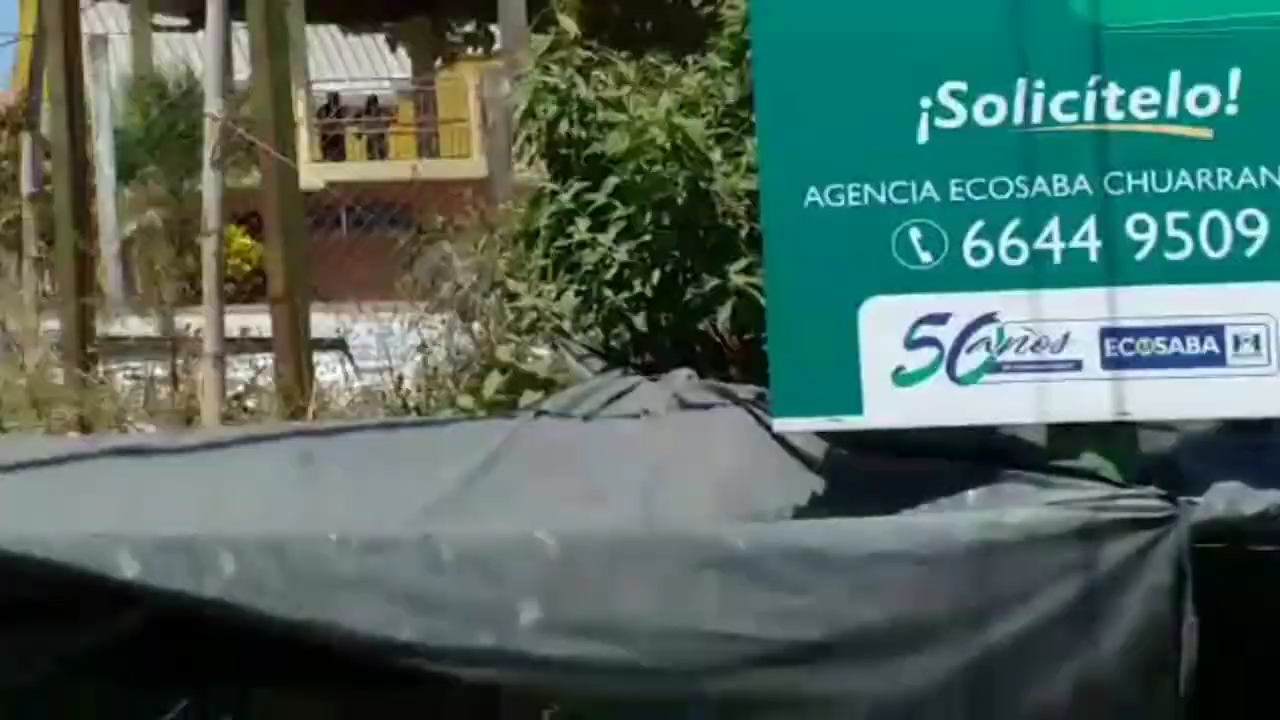 ¡Solicítelo!
AGENCIA ECOSABA CHUARRAN
6644 9509
50 años
ECOSABA